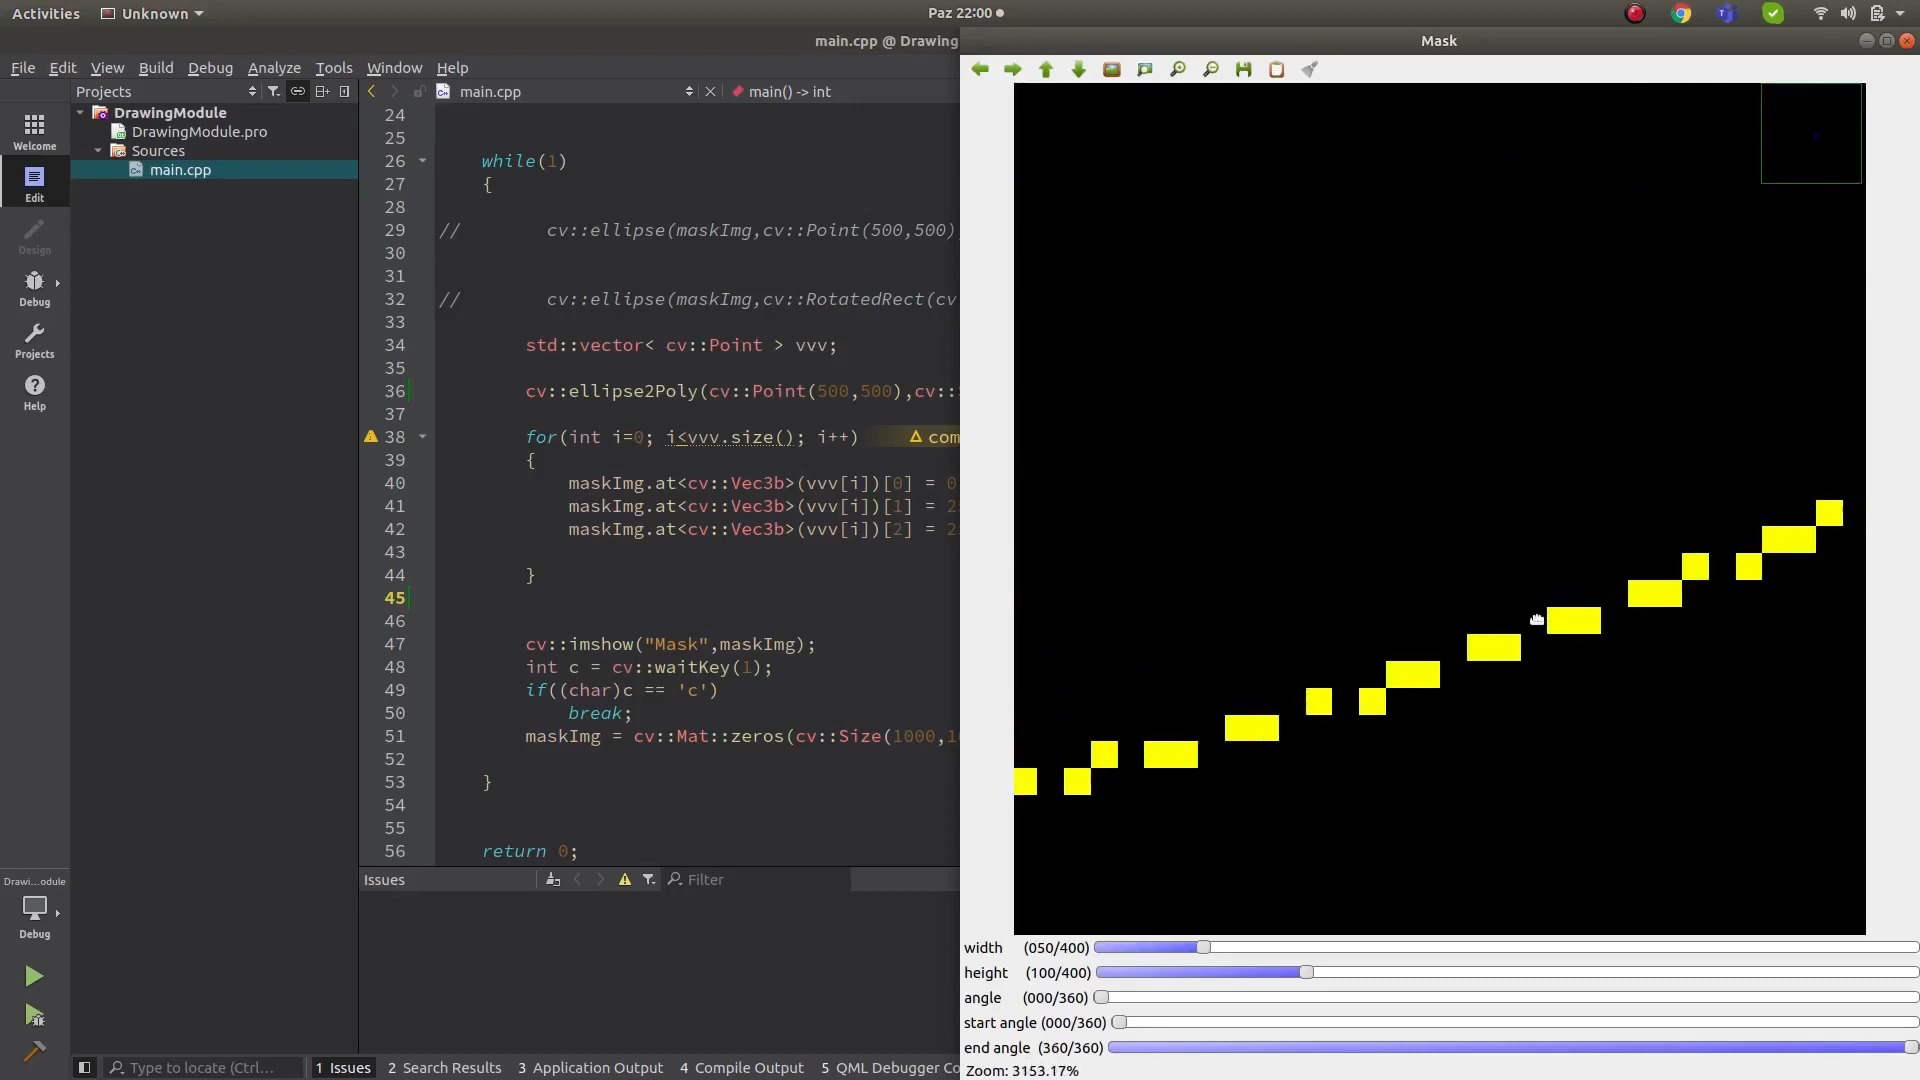 Activities Unknown Paz 22:00
main.cpp @ Drawing
Mask
File Edit View Build Debug Analyze Tools Window Help
Projects main.cpp main() -> int
Welcome
Edit
Design
Debug
Projects
Help
DrawingModule
DrawingModule.pro
Sources
main.cpp
24
25
26 while(1)
27 {
28
29 // cv::ellipse(maskImg,cv::Point(500,500)
30
31
32 // cv::ellipse(maskImg,cv::RotatedRect(cv
33
34 std::vector< cv::Point > vvv;
35
36 cv::ellipse2Poly(cv::Point(500,500),cv::
37
38 for(int i=0; i<vvv.size(); i++) com
39 {
40 maskImg.at<cv::Vec3b>(vvv[i])[0] = 0
41 maskImg.at<cv::Vec3b>(vvv[i])[1] = 2
42 maskImg.at<cv::Vec3b>(vvv[i])[2] = 2
43
44 }
45
46
47 cv::imshow("Mask",maskImg);
48 int c = cv::waitKey(1);
49 if((char)c == 'c')
50 break;
51 maskImg = cv::Mat::zeros(cv::Size(1000,1
52
53 }
54
55
56 return 0;
Issues Filter
Drawi...odule
Debug
width (050/400)
height (100/400)
angle (000/360)
start angle (000/360)
end angle (360/360)
Zoom: 3153.17%
Type to locate (Ctrl... 1 Issues 2 Search Results 3 Application Output 4 Compile Output 5 QML Debugger Co